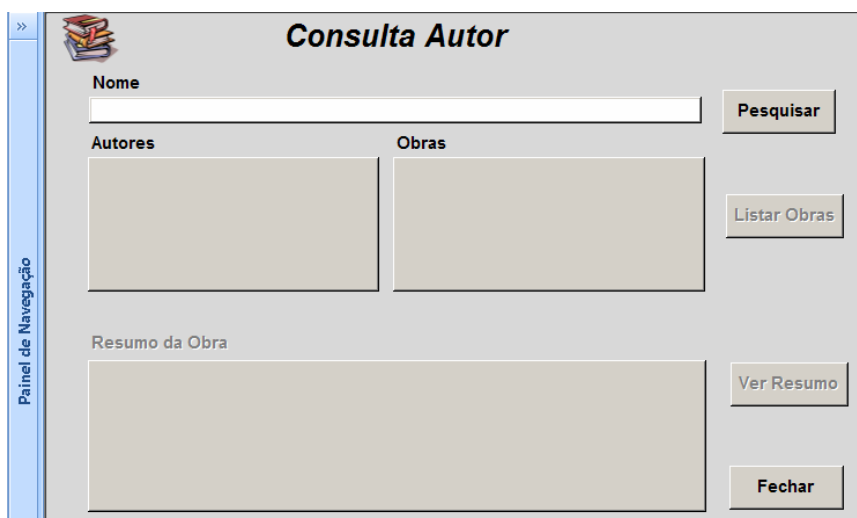 »
Consulta Autor
Nome
Pesquisar
Autores
Obras
Listar Obras
Painel de Navegação
Resumo da Obra
Ver Resumo
Fechar